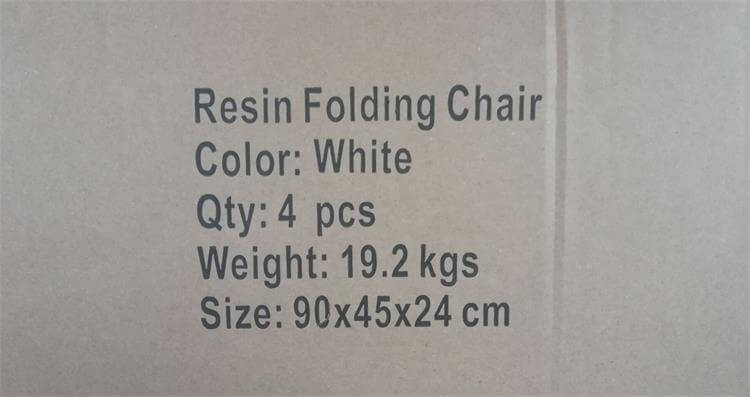 Resin Folding Chair
Color: White
Qty: 4 pcs
Weight: 19.2 kgs
Size: 90x45x24 cm